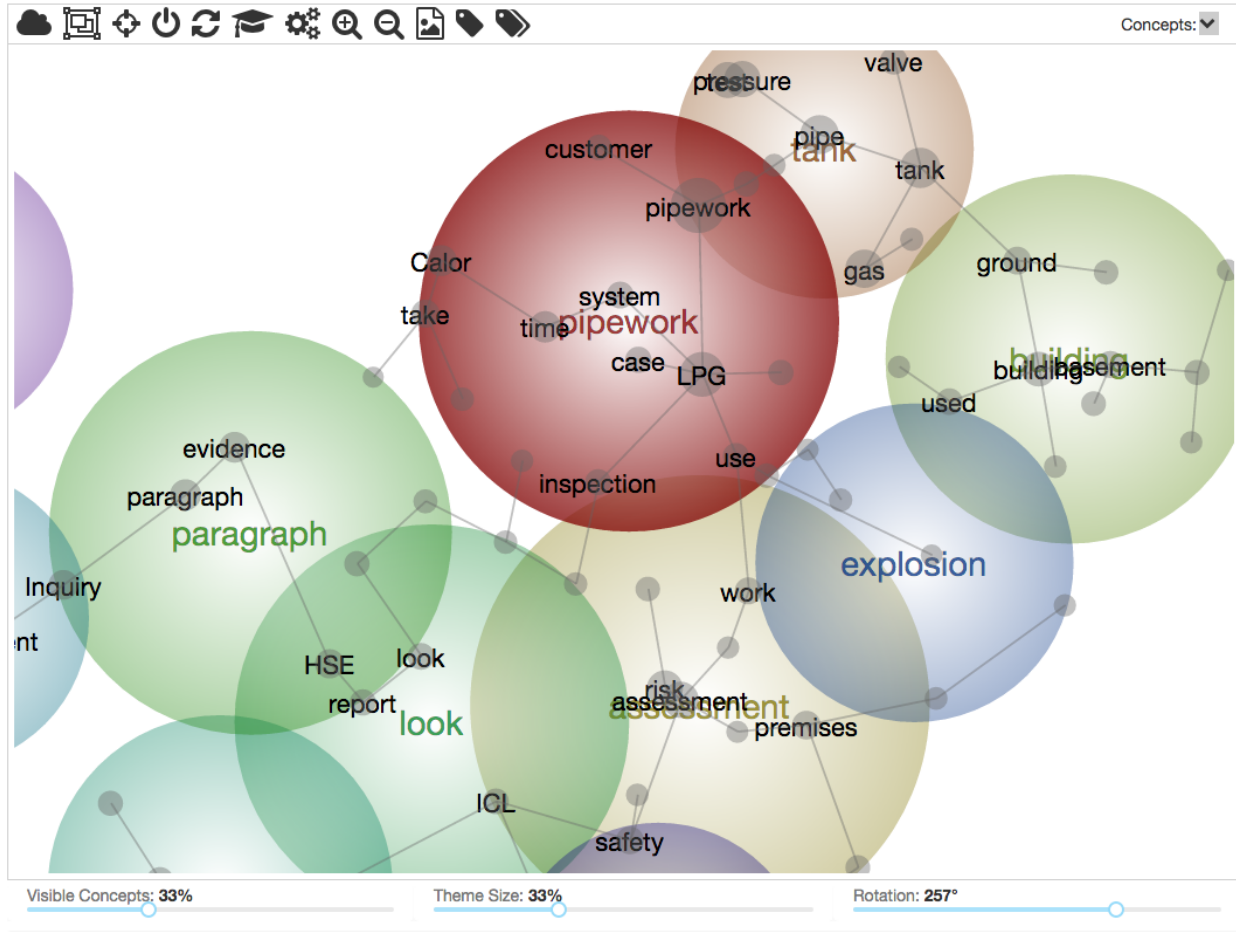 Concepts:
valve
pressure
test
pipe
tank
customer
tank
pipework
Calor
ground
gas
system
take
time
pipework
case
LPG
building
building
basement
used
evidence
use
inspection
paragraph
paragraph
explosion
Inquiry
work
ent
HSE
look
risk
report
assessment
assessment
look
premises
ICL
safety
Visible Concepts: 33%
Theme Size: 33%
Rotation: 257°